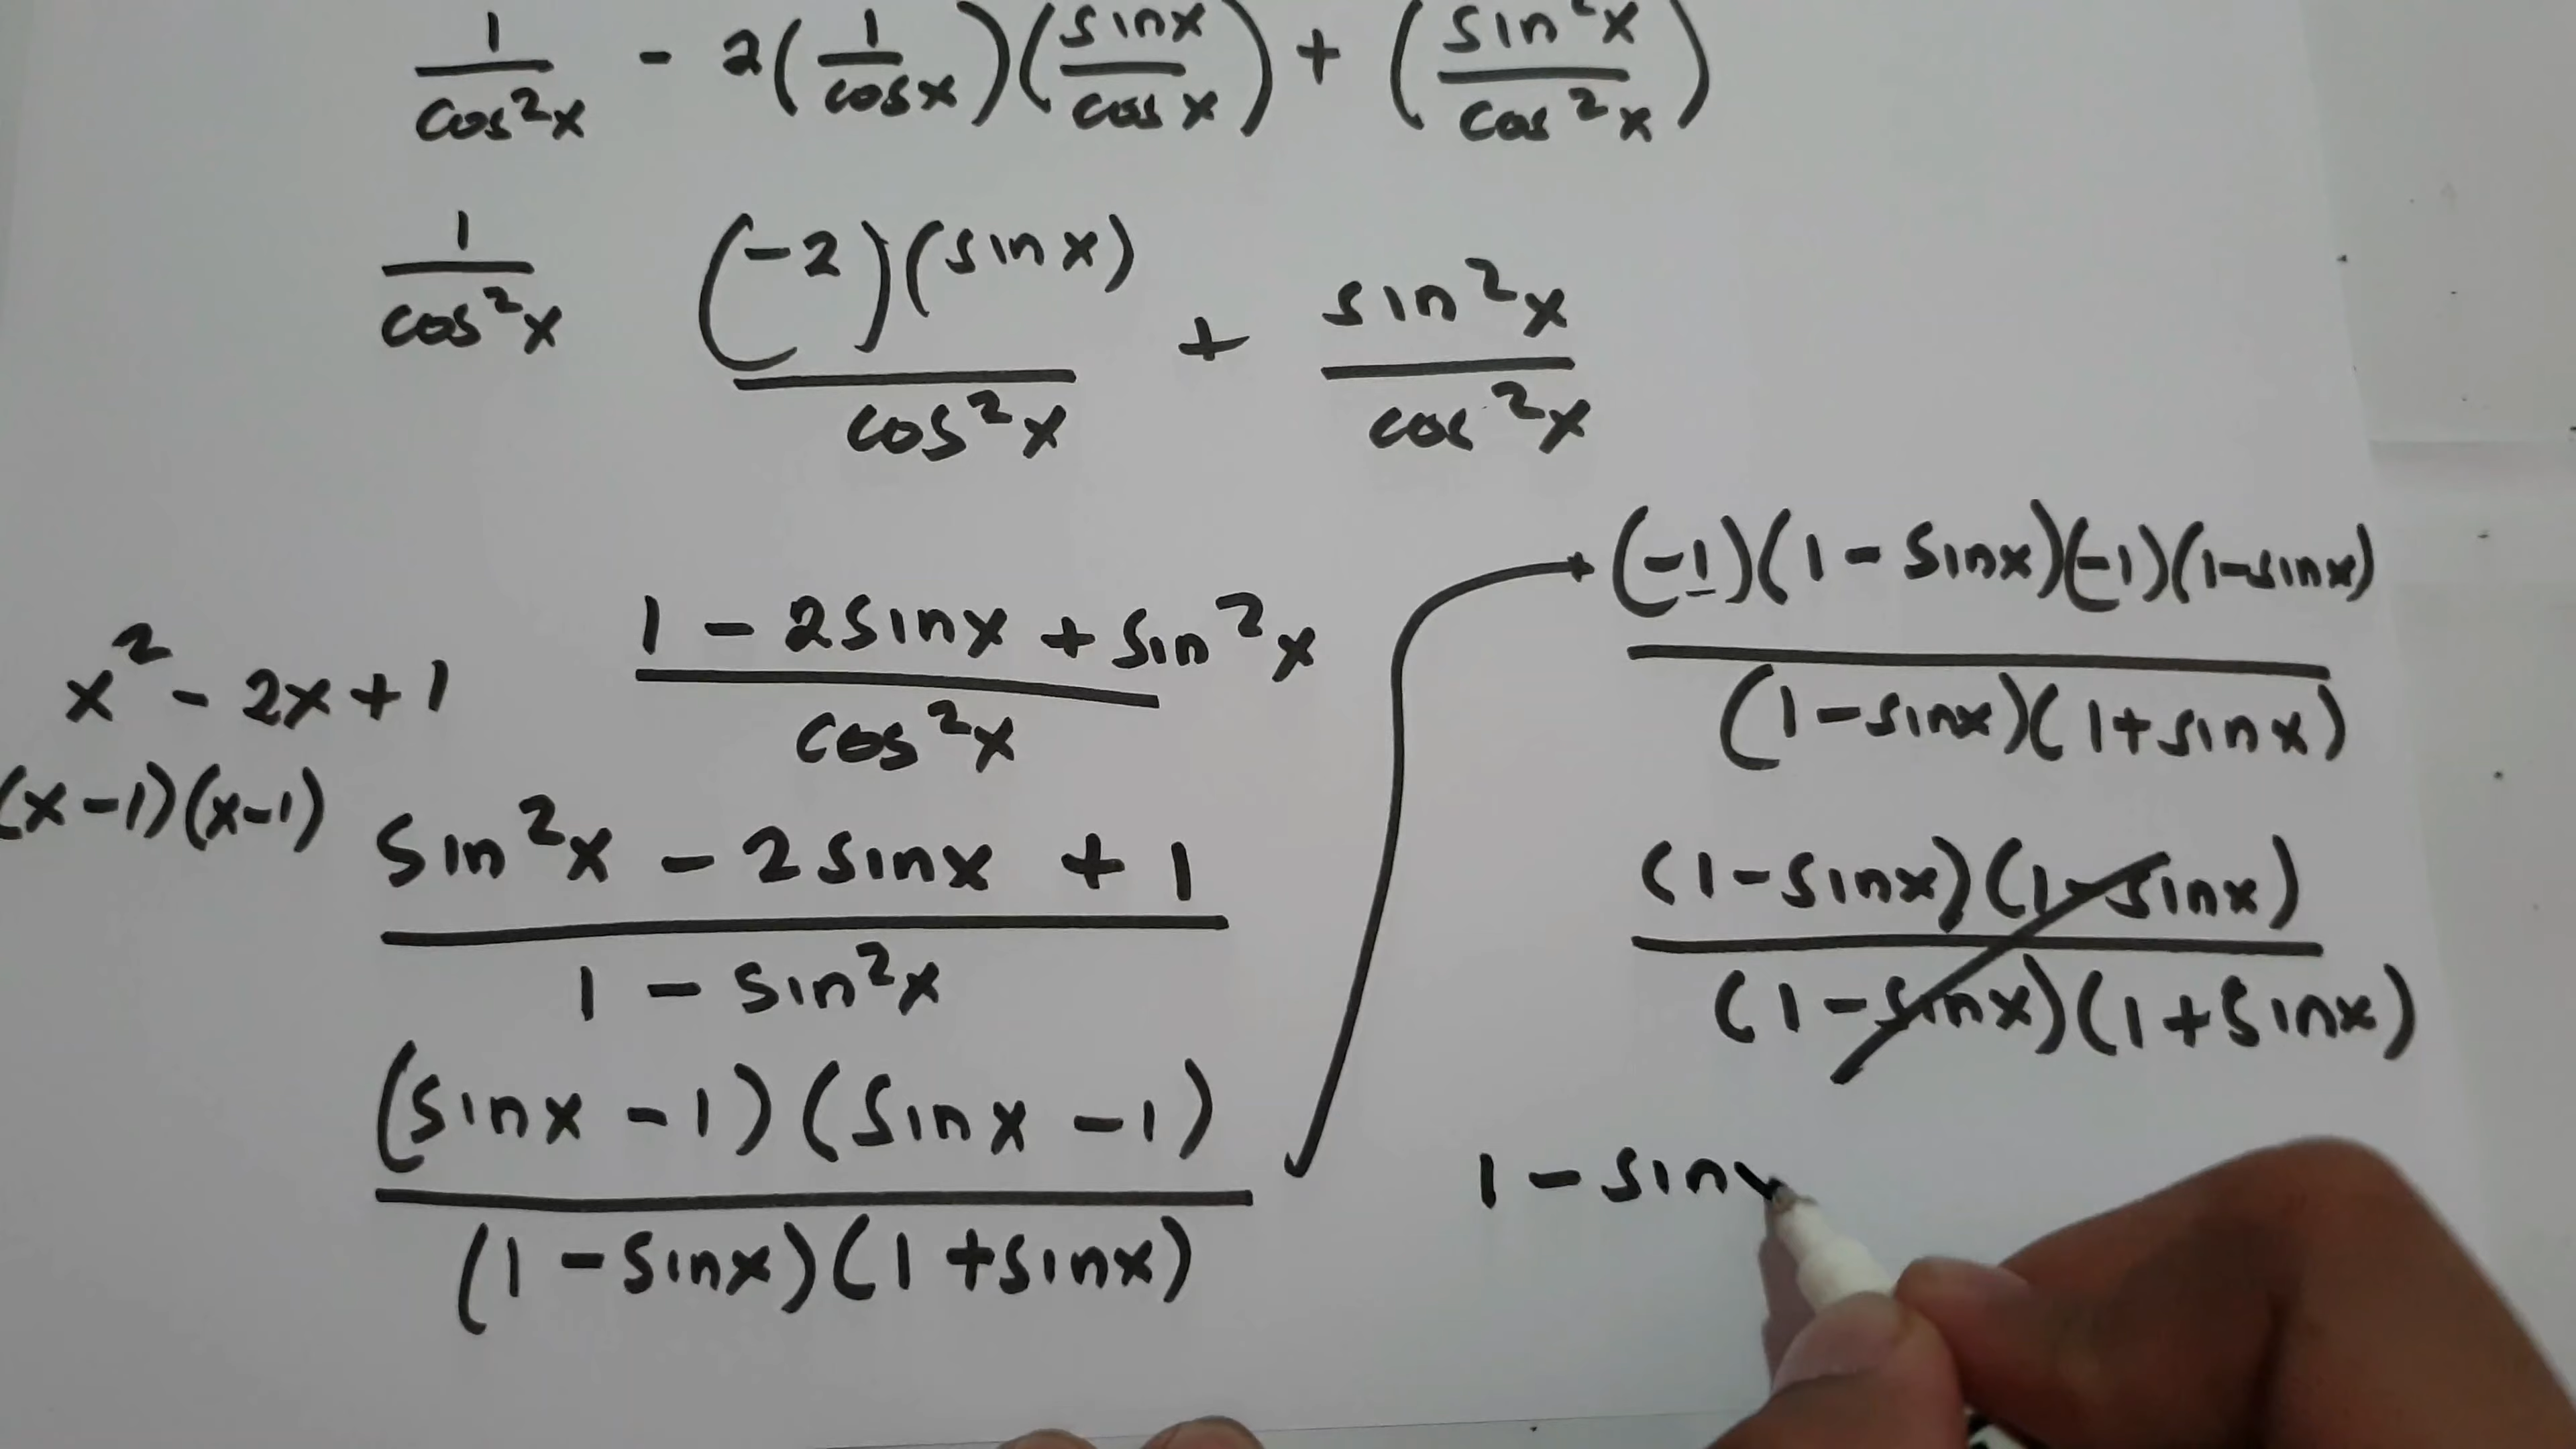 1/cos²x - 2(1/cosx)(sinx/cosx) + (sin²x/cos²x)
1/cos²x (-2)(sinx)/cos²x + sin²x/cos²x
x² - 2x + 1
(x-1)(x-1)
1 - 2sinx + sin²x
cos²x
sin²x - 2sinx + 1
1 - sin²x
(sinx - 1)(sinx - 1)
(1 - sinx)(1 + sinx)
(-1)(1 - sinx)(-1)(1-sinx)
(1-sinx)(1+sinx)
(1-sinx)(1-sinx)
(1-sinx)(1+sinx)
1 - sinx